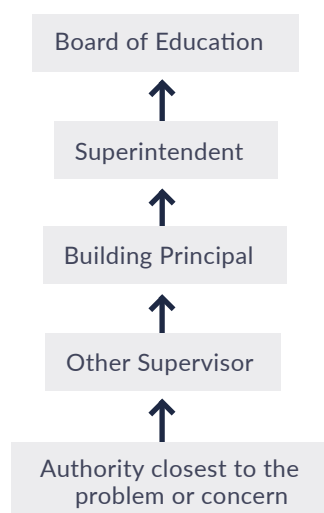 Board of Education
Superintendent
Building Principal
Other Supervisor
Authority closest to the
problem or concern